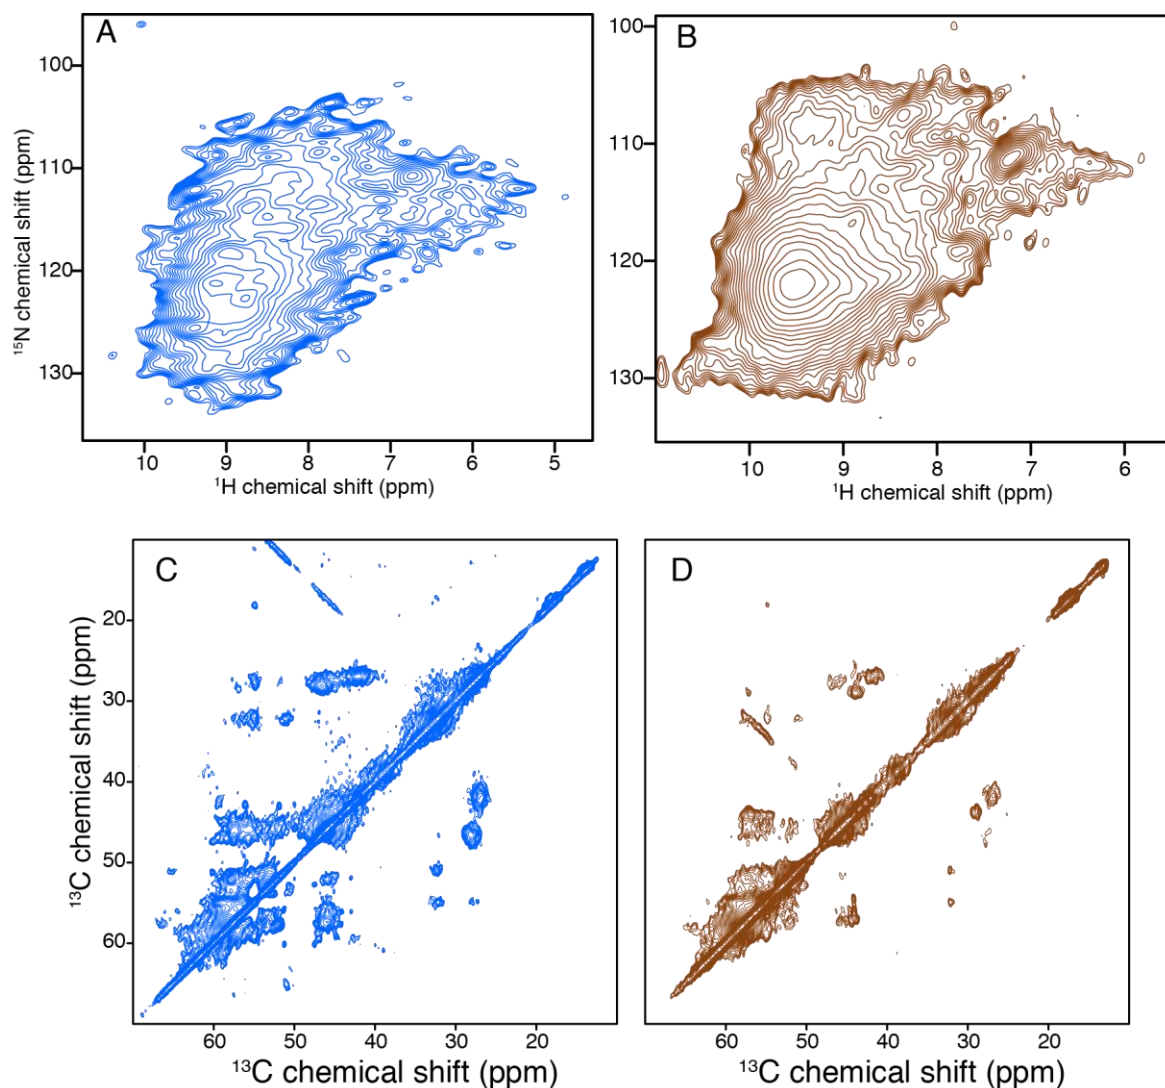 A
B
100
110
120
130
¹⁵N chemical shift (ppm)
10 9 8 7 6 5
¹H chemical shift (ppm)
100
110
120
130
10 9 8 7 6
¹H chemical shift (ppm)
C
D
20
30
40
50
60
¹³C chemical shift (ppm)
60 50 40 30 20
¹³C chemical shift (ppm)
60 50 40 30 20
¹³C chemical shift (ppm)